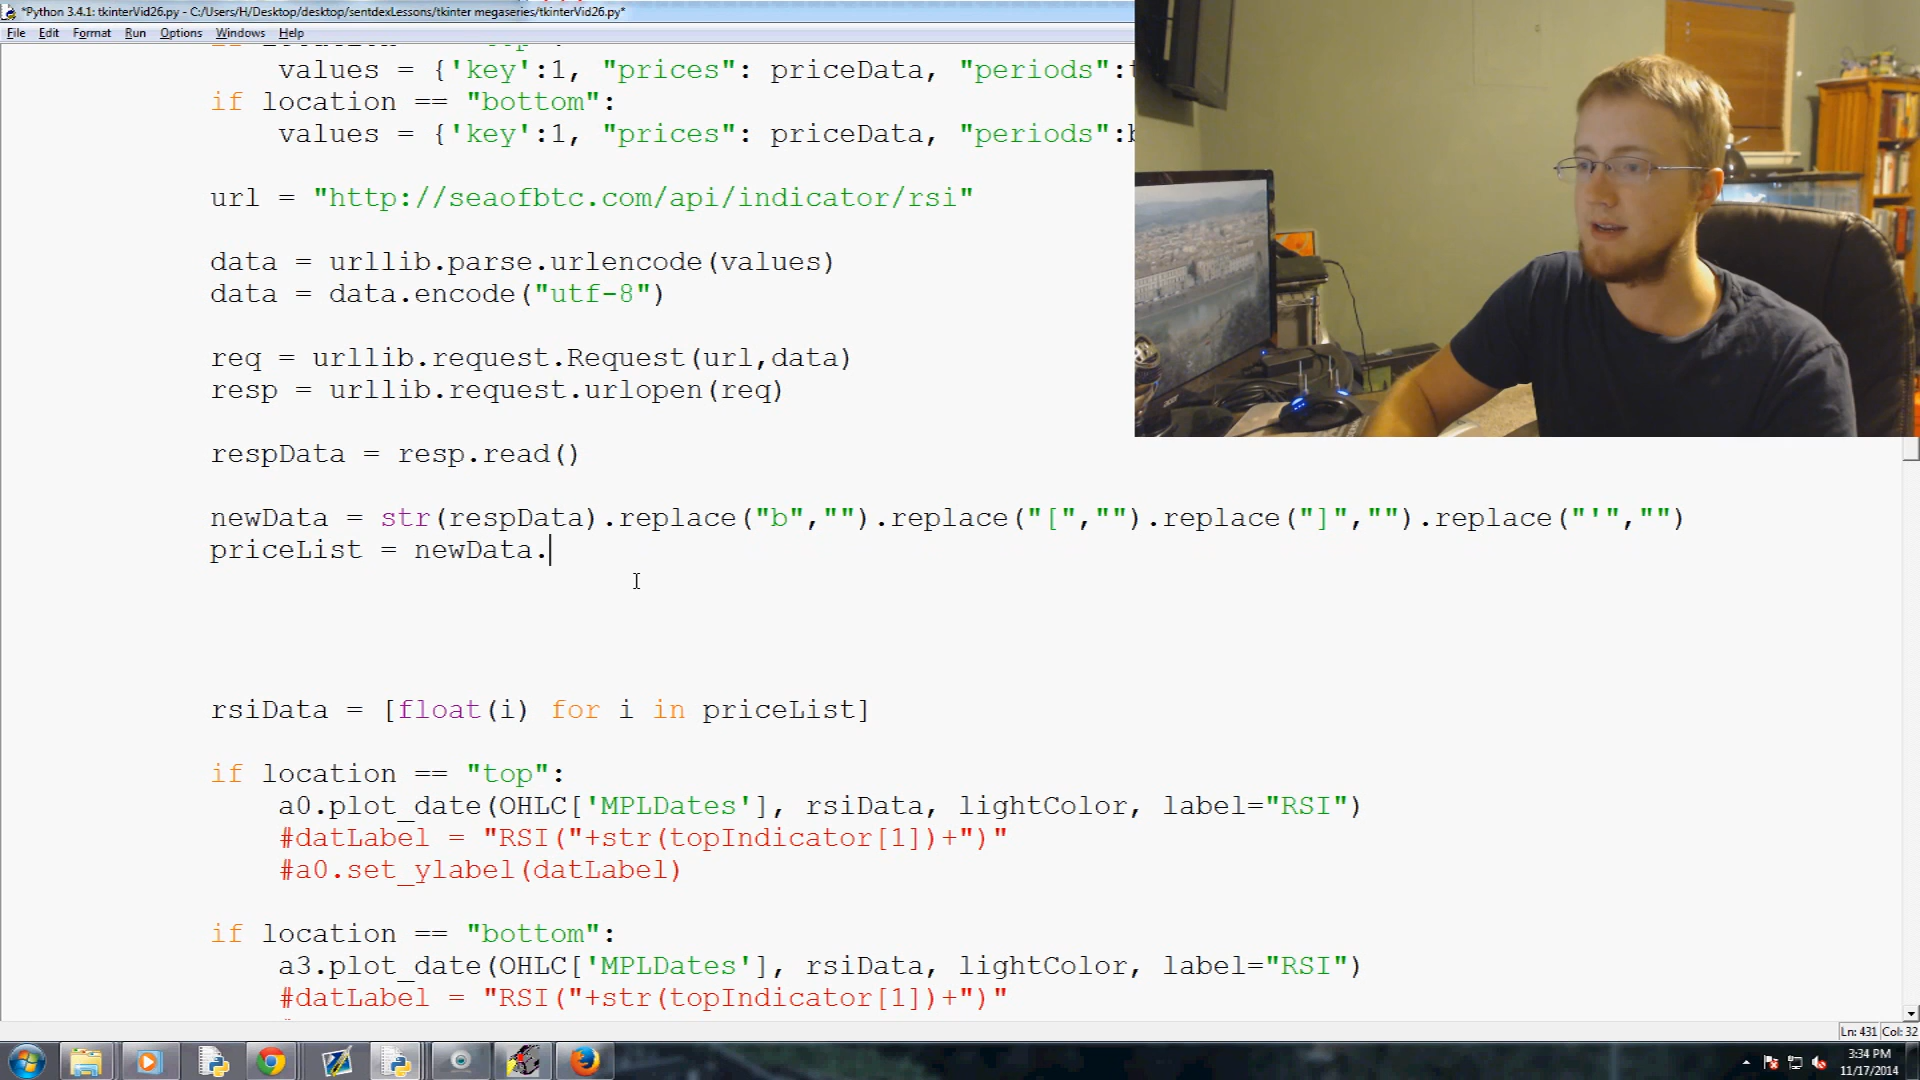 *Python 3.4.1: tkinterVid26.py - C:/Users/H/Desktop/desktop/sentdexLessons/tkinter megaseries/tkinterVid26.py*
File Edit Format Run Options Windows Help
values = {'key':1, "prices": priceData, "periods":
if location == "bottom":
values = {'key':1, "prices": priceData, "periods":
url = "http://seaofbtc.com/api/indicator/rsi"
data = urllib.parse.urlencode(values)
data = data.encode("utf-8")
req = urllib.request.Request(url,data)
resp = urllib.request.urlopen(req)
respData = resp.read()
newData = str(respData).replace("b","").replace("[","").replace("]","").replace("'","")
priceList = newData.
rsiData = [float(i) for i in priceList]
if location == "top":
a0.plot_date(OHLC['MPLDates'], rsiData, lightColor, label="RSI")
#datLabel = "RSI("+str(topIndicator[1])+")"
#a0.set_ylabel(datLabel)
if location == "bottom":
a3.plot_date(OHLC['MPLDates'], rsiData, lightColor, label="RSI")
#datLabel = "RSI("+str(topIndicator[1])+")"
Ln: 431 Col: 32
3:34 PM
11/17/2014